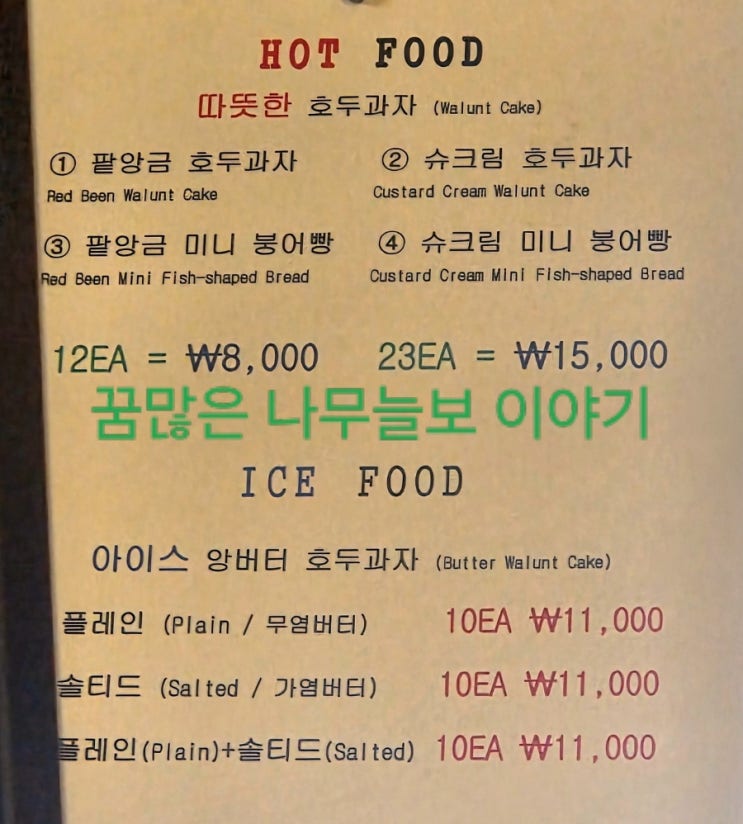 HOT FOOD
따뜻한 호두과자 (Walunt Cake)
① 팥앙금 호두과자 ② 슈크림 호두과자
Red Been Walunt Cake Custard Cream Walunt Cake
③ 팥앙금 미니 붕어빵 ④ 슈크림 미니 붕어빵
Red Been Mini Fish-shaped Bread Custard Cream Mini Fish-shaped Bread
12EA = ₩8,000 23EA = ₩15,000
꿈많은 나무늘보 이야기
ICE FOOD
아이스 앙버터 호두과자 (Butter Walunt Cake)
플레인 (Plain / 무염버터) 10EA ₩11,000
솔티드 (Salted / 가염버터) 10EA ₩11,000
플레인(Plain)+솔티드(Salted) 10EA ₩11,000